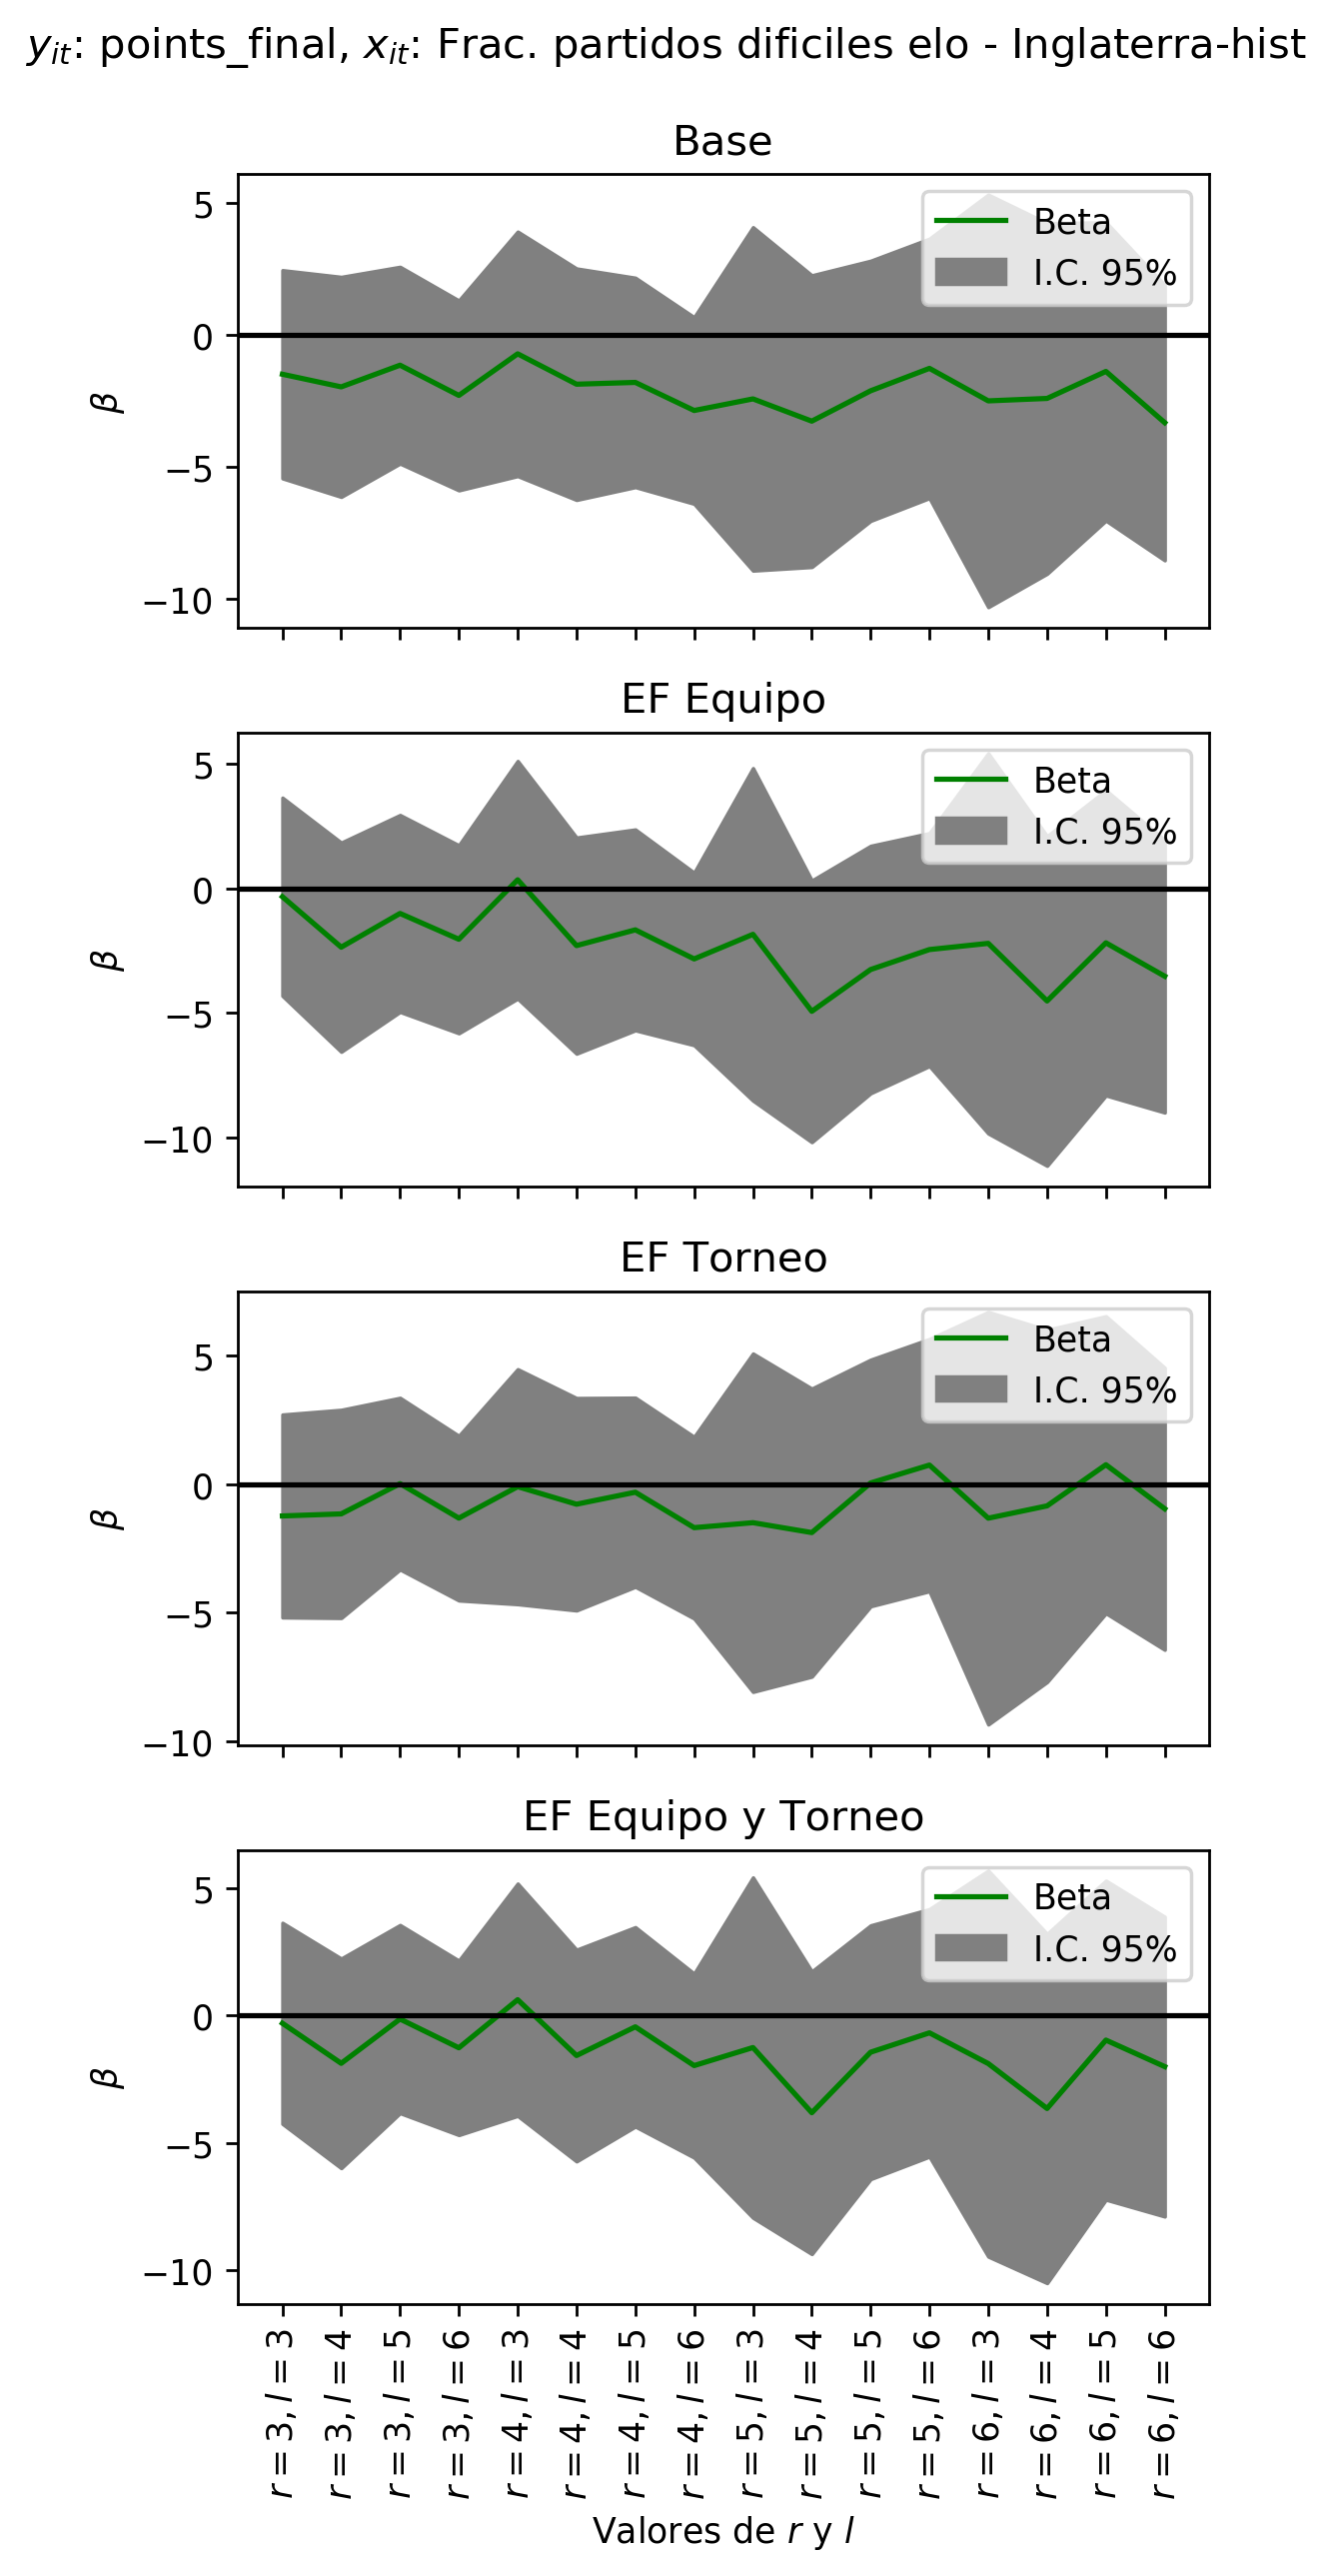 y_it: points_final, x_it: Frac. partidos dificiles elo - Inglaterra-hist
Base
5
0
−5
−10
β
Beta
I.C. 95%
EF Equipo
5
0
−5
−10
β
Beta
I.C. 95%
EF Torneo
5
0
−5
−10
β
Beta
I.C. 95%
EF Equipo y Torneo
5
0
−5
−10
β
Beta
I.C. 95%
r = 3, l = 3
r = 3, l = 4
r = 3, l = 5
r = 3, l = 6
r = 4, l = 3
r = 4, l = 4
r = 4, l = 5
r = 4, l = 6
r = 5, l = 3
r = 5, l = 4
r = 5, l = 5
r = 5, l = 6
r = 6, l = 3
r = 6, l = 4
r = 6, l = 5
r = 6, l = 6
Valores de r y l